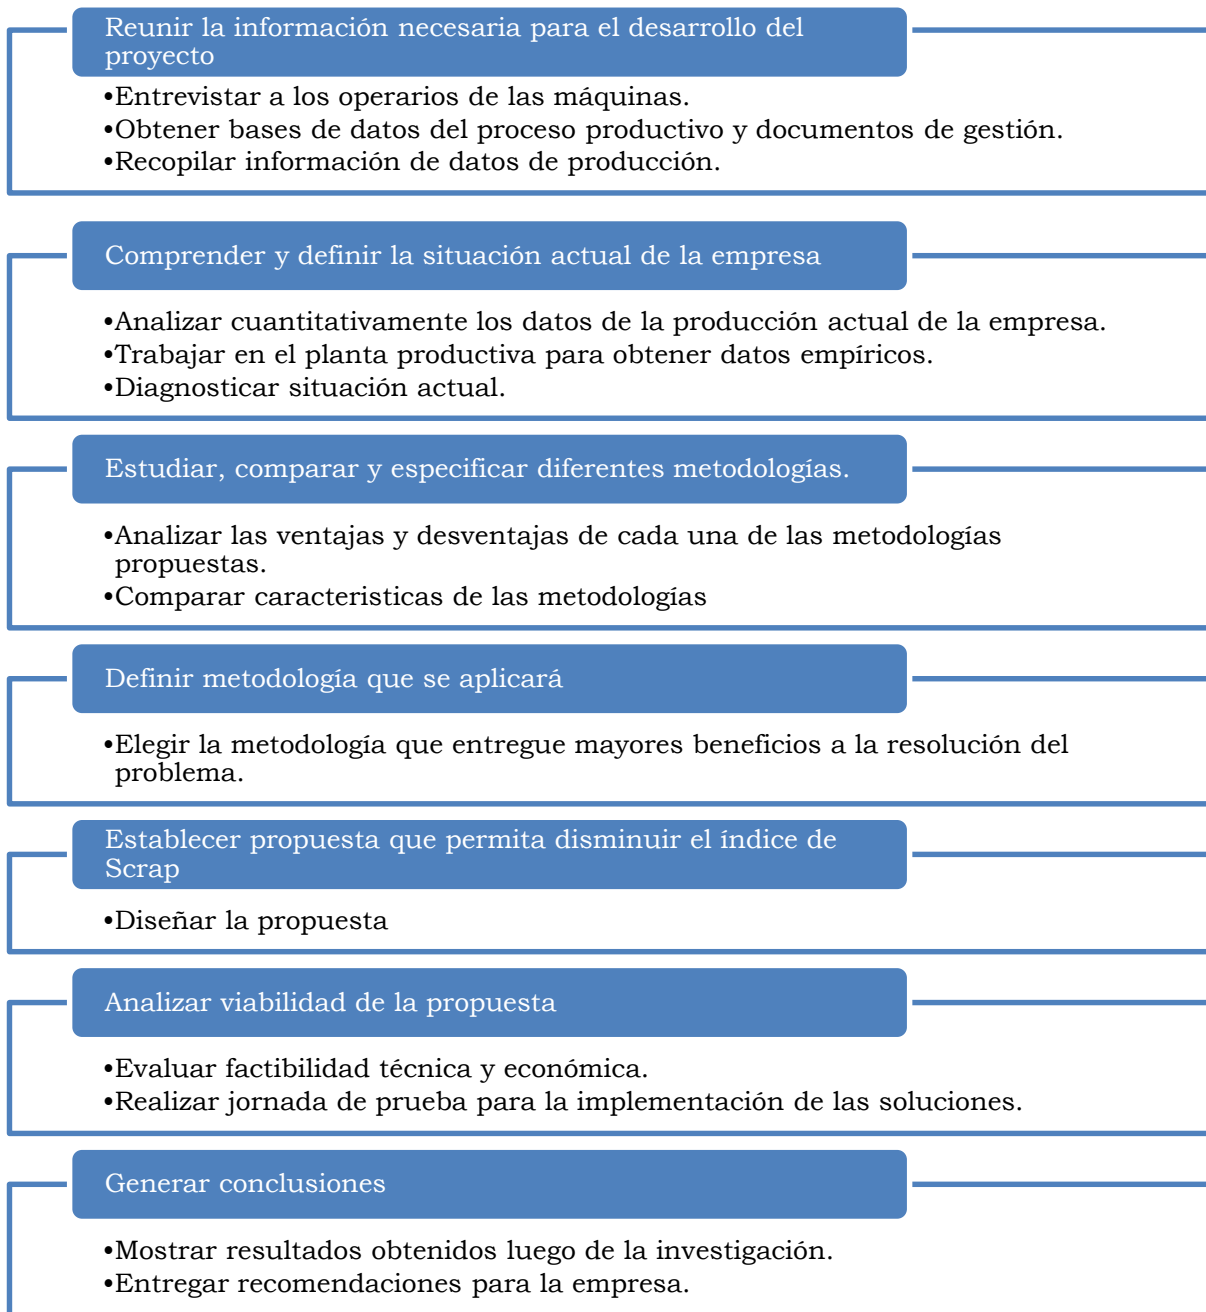 Reunir la información necesaria para el desarrollo del
proyecto
•Entrevistar a los operarios de las máquinas.
•Obtener bases de datos del proceso productivo y documentos de gestión.
•Recopilar información de datos de producción.
Comprender y definir la situación actual de la empresa
•Analizar cuantitativamente los datos de la producción actual de la empresa.
•Trabajar en el planta productiva para obtener datos empíricos.
•Diagnosticar situación actual.
Estudiar, comparar y especificar diferentes metodologías.
•Analizar las ventajas y desventajas de cada una de las metodologías
propuestas.
•Comparar caracteristicas de las metodologías
Definir metodología que se aplicará
•Elegir la metodología que entregue mayores beneficios a la resolución del
problema.
Establecer propuesta que permita disminuir el índice de
Scrap
•Diseñar la propuesta
Analizar viabilidad de la propuesta
•Evaluar factibilidad técnica y económica.
•Realizar jornada de prueba para la implementación de las soluciones.
Generar conclusiones
•Mostrar resultados obtenidos luego de la investigación.
•Entregar recomendaciones para la empresa.